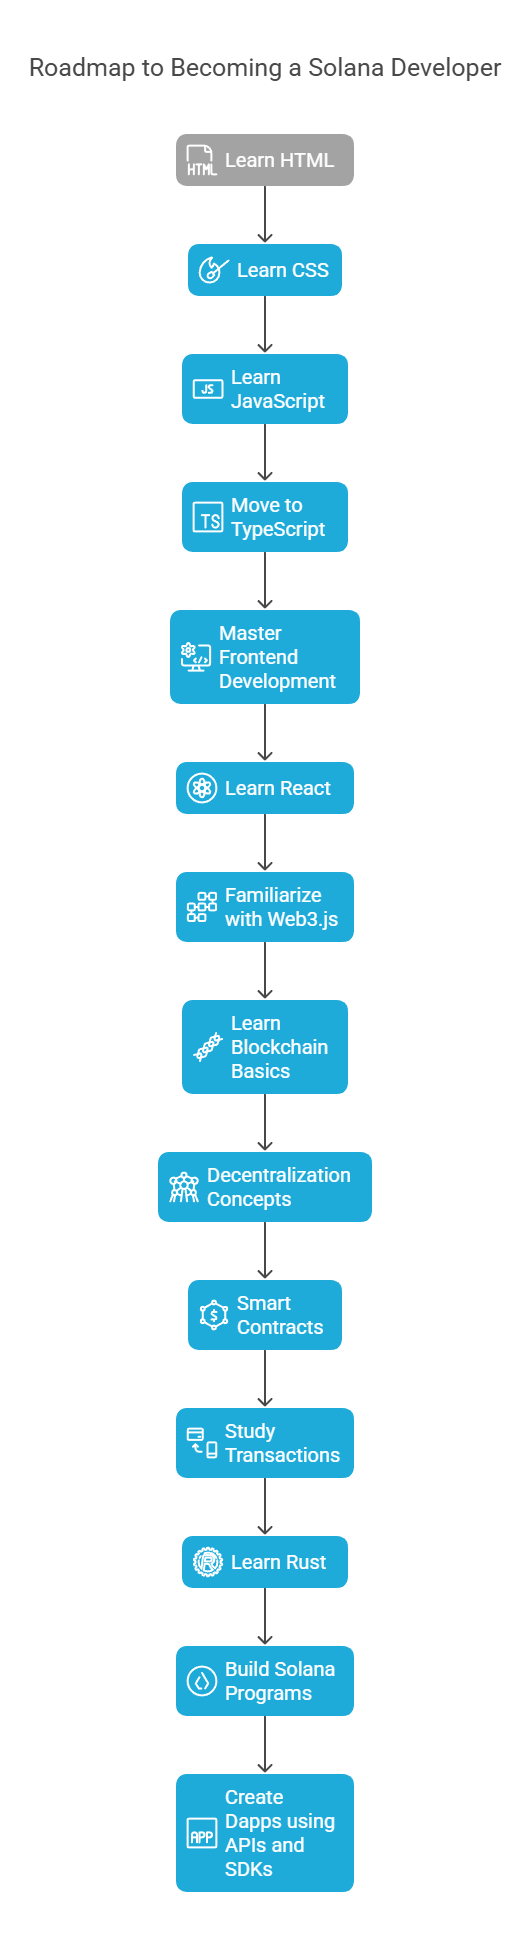 Roadmap to Becoming a Solana Developer
HTML
Learn HTML
Learn CSS
JS
Learn
JavaScript
TS
Move to
TypeScript
Master
Frontend
Development
Learn React
Familiarize
with Web3.js
Learn
Blockchain
Basics
Decentralization
Concepts
$
Smart
Contracts
Study
Transactions
R
Learn Rust
Build Solana
Programs
APP
Create
Dapps using
APIs and
SDKs